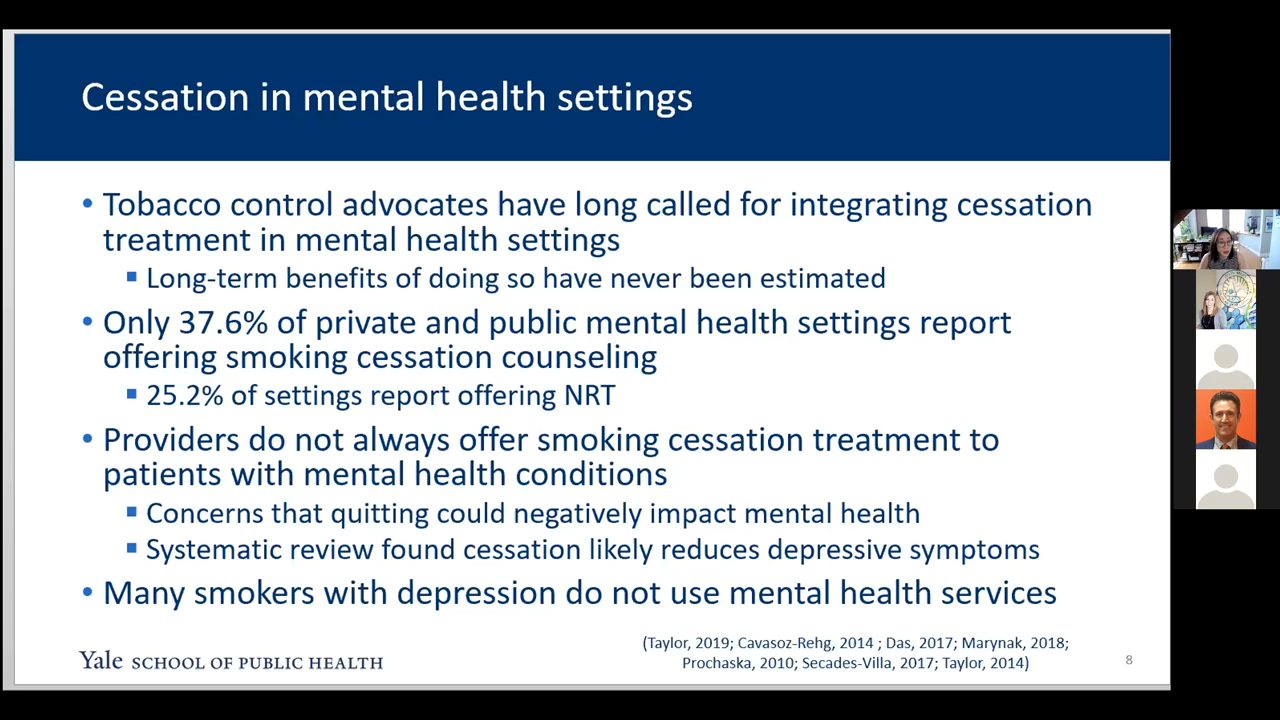 Cessation in mental health settings
• Tobacco control advocates have long called for integrating cessation
treatment in mental health settings
▪ Long-term benefits of doing so have never been estimated
• Only 37.6% of private and public mental health settings report
offering smoking cessation counseling
▪ 25.2% of settings report offering NRT
• Providers do not always offer smoking cessation treatment to
patients with mental health conditions
▪ Concerns that quitting could negatively impact mental health
▪ Systematic review found cessation likely reduces depressive symptoms
• Many smokers with depression do not use mental health services
(Taylor, 2019; Cavasoz-Rehg, 2014 ; Das, 2017; Marynak, 2018;
Prochaska, 2010; Secades-Villa, 2017; Taylor, 2014)
Yale SCHOOL OF PUBLIC HEALTH
8